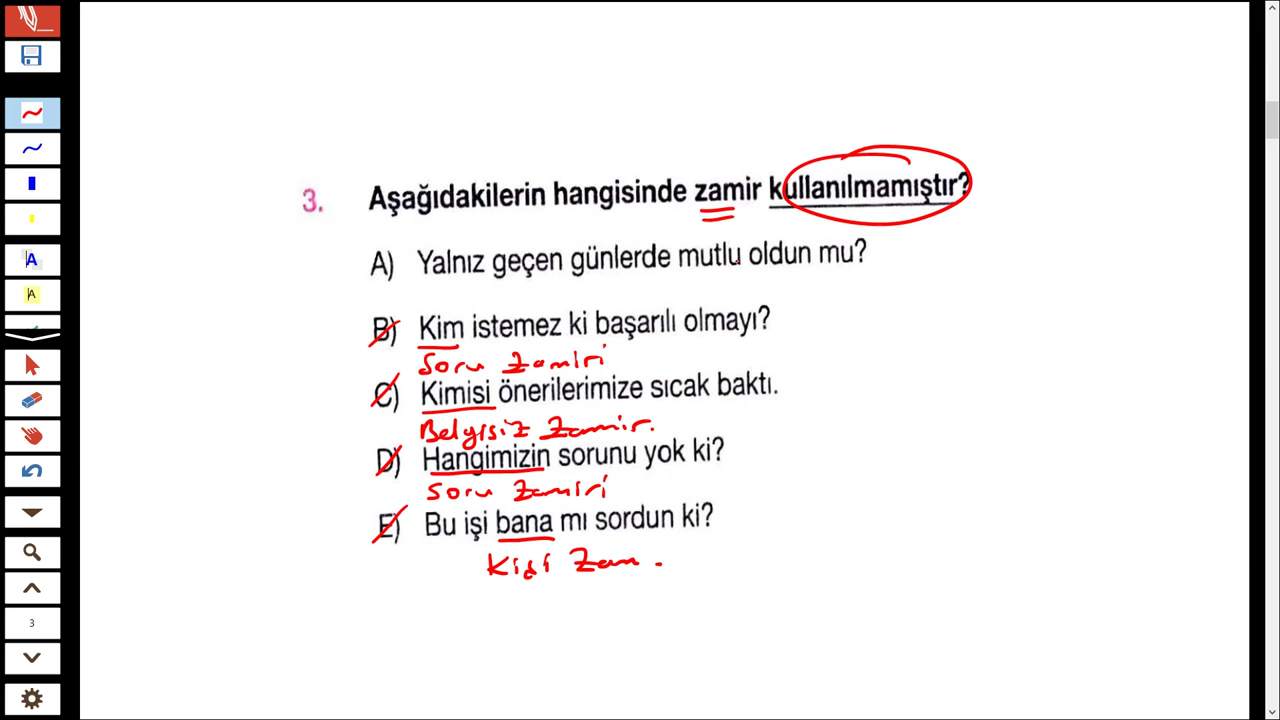 3. Aşağıdakilerin hangisinde zamir kullanılmamıştır?
A) Yalnız geçen günlerde mutlu oldun mu?
B) Kim istemez ki başarılı olmayı?
Soru Zamiri
C) Kimisi önerilerimize sıcak baktı.
Belgisiz Zamir.
D) Hangimizin sorunu yok ki?
Soru Zamiri
E) Bu işi bana mı sordun ki?
Kişi Zam.
A
A
3